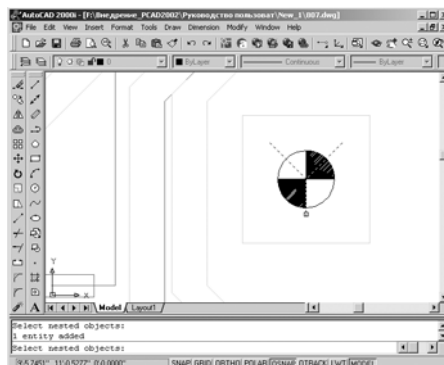 AutoCAD 2000i - [F:\Внедрение_PCAD2002\Руководство пользоват\New_1\807.dwg]
File Edit View Insert Format Tools Draw Dimension Modify Window Help
0 ByLayer Continuous ByLayer
A
Y
X
Model Layout1
Select nested objects:
1 entity added
Select nested objects:
SNAP GRID ORTHO POLAR OSNAP OTRACK LWT MODEL